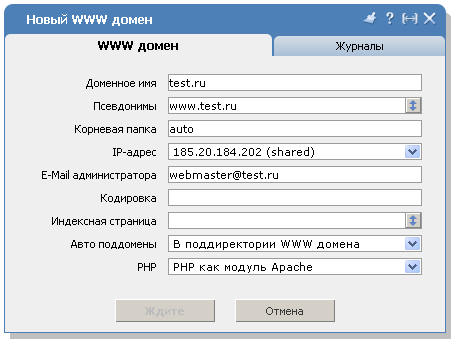 Новый WWW домен
WWW домен
Журналы
Доменное имя test.ru
Псевдонимы www.test.ru
Корневая папка auto
IP-адрес 185.20.184.202 (shared)
E-Mail администратора webmaster@test.ru
Кодировка
Индексная страница
Авто поддомены В поддиректории WWW домена
PHP PHP как модуль Apache
Ждите Отмена